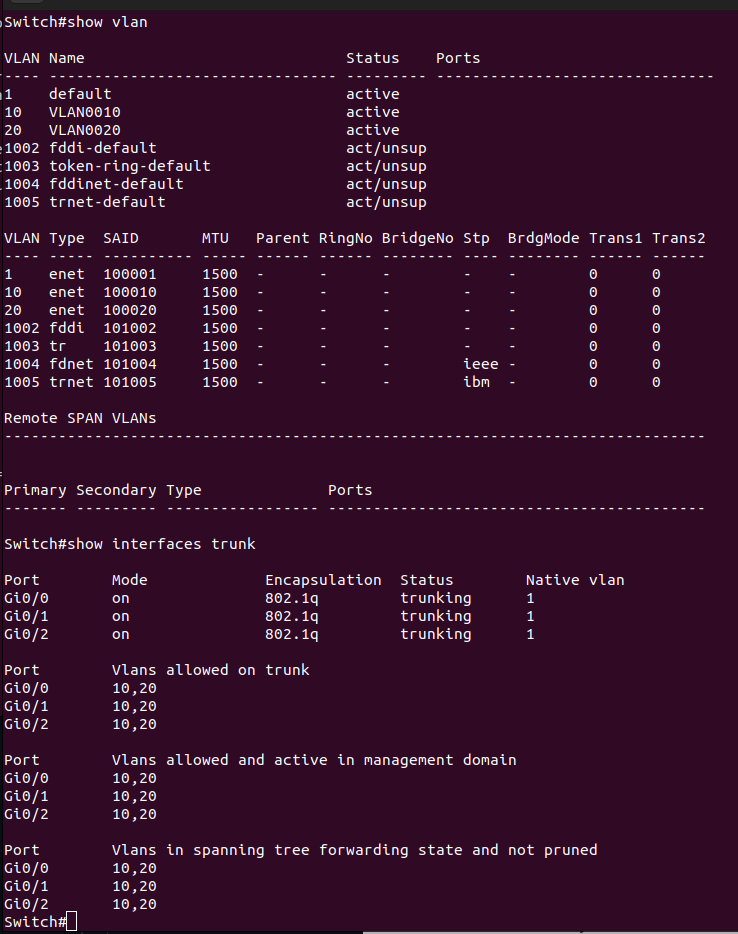 Switch#show vlan

VLAN Name                             Status    Ports
---- -------------------------------- --------- -------------------------------
1    default                          active
10   VLAN0010                         active
20   VLAN0020                         active
1002 fddi-default                     act/unsup
1003 token-ring-default               act/unsup
1004 fddinet-default                  act/unsup
1005 trnet-default                    act/unsup

VLAN Type  SAID       MTU   Parent RingNo BridgeNo Stp  BrdgMode Trans1 Trans2
---- ----- ---------- ----- ------ ------ -------- ---- -------- ------ ------
1    enet  100001     1500  -      -      -        -    -        0      0
10   enet  100010     1500  -      -      -        -    -        0      0
20   enet  100020     1500  -      -      -        -    -        0      0
1002 fddi  101002     1500  -      -      -        -    -        0      0
1003 tr    101003     1500  -      -      -        -    -        0      0
1004 fdnet 101004     1500  -      -      -        ieee -        0      0
1005 trnet 101005     1500  -      -      -        ibm  -        0      0

Remote SPAN VLANs
------------------------------------------------------------------------------

Primary Secondary Type              Ports
------- --------- ----------------- ------------------------------------------

Switch#show interfaces trunk

Port        Mode             Encapsulation  Status        Native vlan
Gi0/0       on               802.1q         trunking      1
Gi0/1       on               802.1q         trunking      1
Gi0/2       on               802.1q         trunking      1

Port        Vlans allowed on trunk
Gi0/0       10,20
Gi0/1       10,20
Gi0/2       10,20

Port        Vlans allowed and active in management domain
Gi0/0       10,20
Gi0/1       10,20
Gi0/2       10,20

Port        Vlans in spanning tree forwarding state and not pruned
Gi0/0       10,20
Gi0/1       10,20
Gi0/2       10,20
Switch#